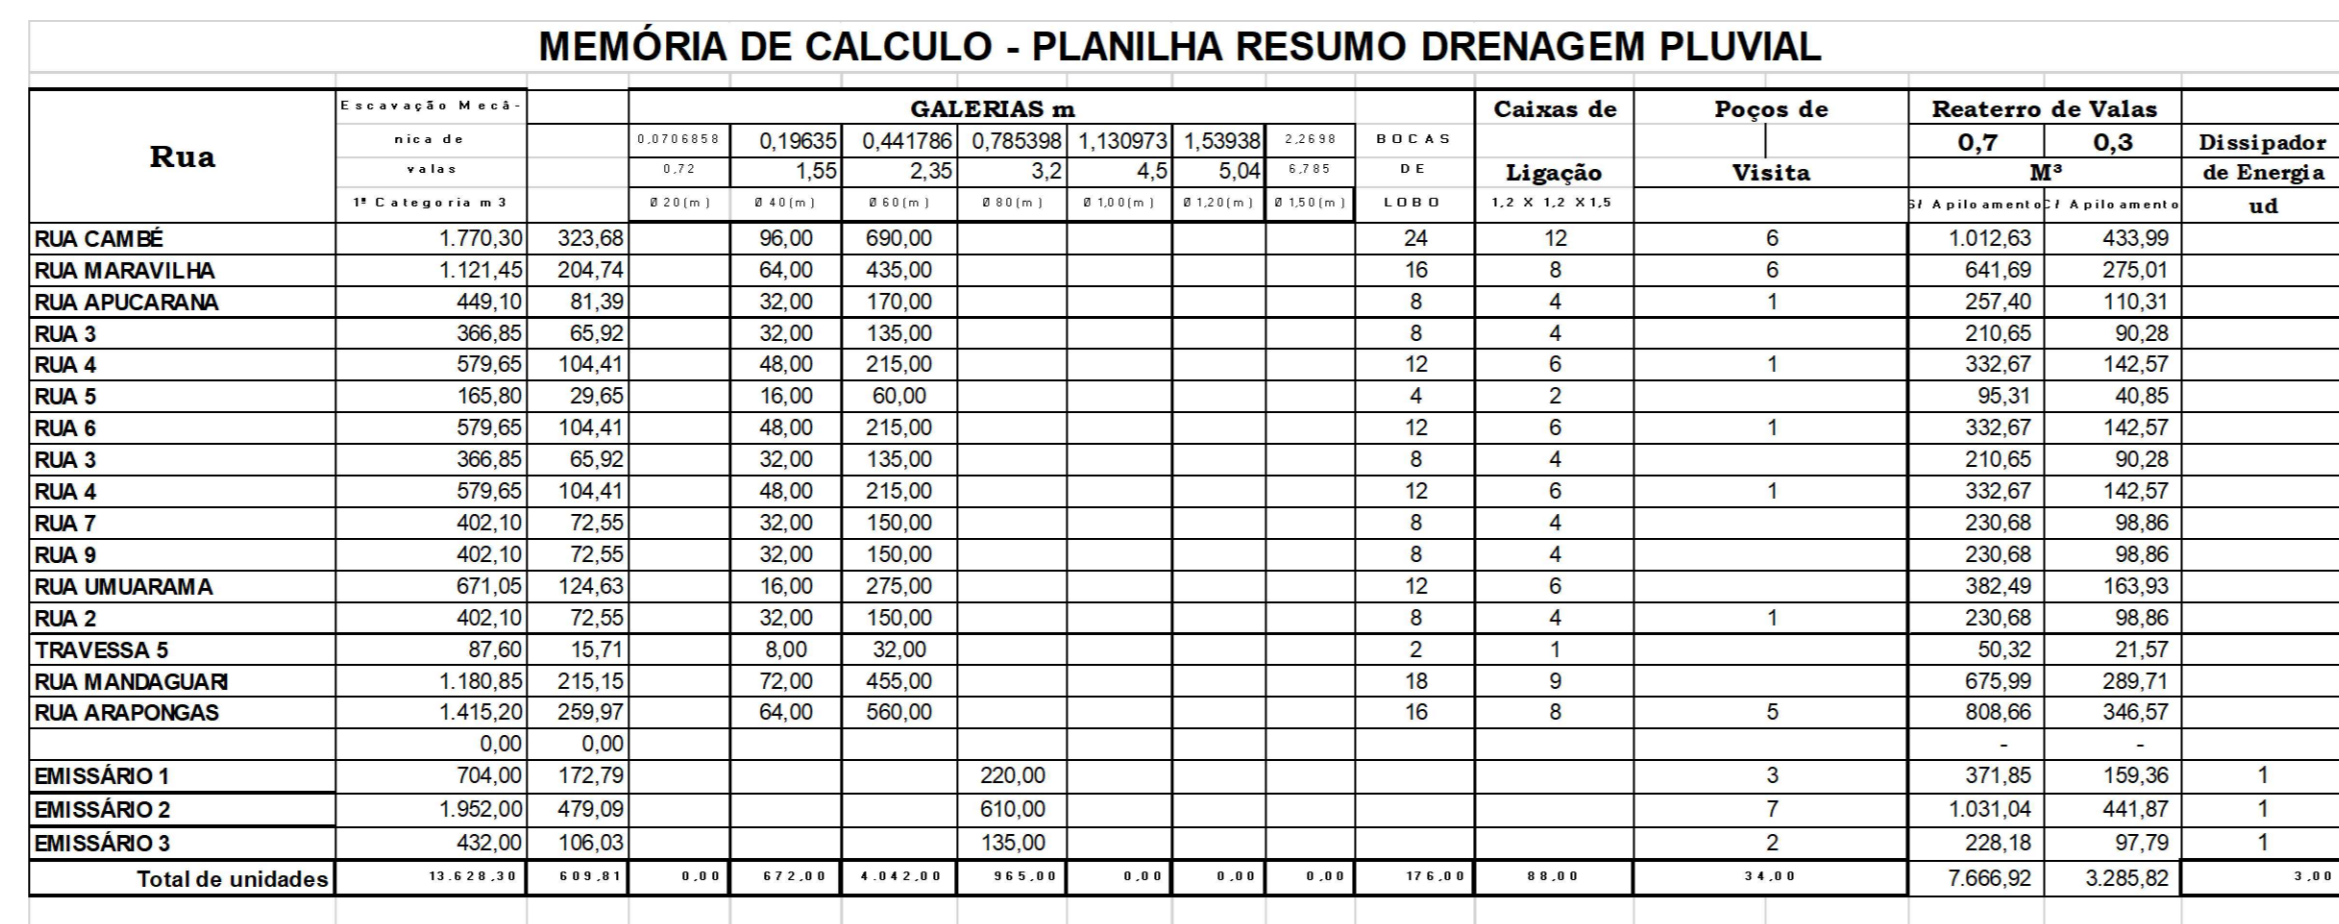 MEMÓRIA DE CALCULO - PLANILHA RESUMO DRENAGEM PLUVIAL
Escavação Mecâ- GALERIAS m Caixas de Poços de Reaterro de Valas
Rua nica de 0,0706858 0,19635 0,441786 0,785398 1,130973 1,53938 2,2698 BOCAS 0,7 0,3 Dissipador
valas 0,72 1,55 2,35 3,2 4,5 5,04 6,785 DE Ligação Visita M³ de Energia
1ª Categoria m3 Ø 20(m) Ø 40(m) Ø 60(m) Ø 80(m) Ø 1,00(m) Ø 1,20(m) Ø 1,50(m) LOBO 1,2 X 1,2 X1,5 S/ Apiloamento C/ Apiloamento ud
RUA CAMBÉ 1.770,30 323,68 96,00 690,00 24 12 6 1.012,63 433,99
RUA MARAVILHA 1.121,45 204,74 64,00 435,00 16 8 6 641,69 275,01
RUA APUCARANA 449,10 81,39 32,00 170,00 8 4 1 257,40 110,31
RUA 3 366,85 65,92 32,00 135,00 8 4 210,65 90,28
RUA 4 579,65 104,41 48,00 215,00 12 6 1 332,67 142,57
RUA 5 165,80 29,65 16,00 60,00 4 2 95,31 40,85
RUA 6 579,65 104,41 48,00 215,00 12 6 1 332,67 142,57
RUA 3 366,85 65,92 32,00 135,00 8 4 210,65 90,28
RUA 4 579,65 104,41 48,00 215,00 12 6 1 332,67 142,57
RUA 7 402,10 72,55 32,00 150,00 8 4 230,68 98,86
RUA 9 402,10 72,55 32,00 150,00 8 4 230,68 98,86
RUA UMUARAMA 671,05 124,63 16,00 275,00 12 6 382,49 163,93
RUA 2 402,10 72,55 32,00 150,00 8 4 1 230,68 98,86
TRAVESSA 5 87,60 15,71 8,00 32,00 2 1 50,32 21,57
RUA MANDAGUARI 1.180,85 215,15 72,00 455,00 18 9 675,99 289,71
RUA ARAPONGAS 1.415,20 259,97 64,00 560,00 16 8 5 808,66 346,57
0,00 0,00 - -
EMISSÁRIO 1 704,00 172,79 220,00 3 371,85 159,36 1
EMISSÁRIO 2 1.952,00 479,09 610,00 7 1.031,04 441,87 1
EMISSÁRIO 3 432,00 106,03 135,00 2 228,18 97,79 1
Total de unidades 13.628,30 609,81 0,00 672,00 4.042,00 965,00 0,00 0,00 0,00 176,00 88,00 34,00 7.666,92 3.285,82 3,00